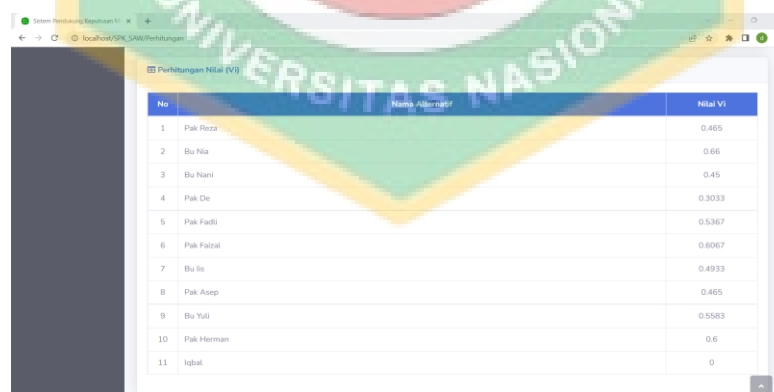 Sistem Pendukung Keputusan M
localhost/SPK_SAW/Perhitungan
UNIVERSITAS NASIONAL
Perhitungan Nilai (Vi)
No Nama Alternatif Nilai Vi
1 Pak Reza 0.465
2 Bu Nia 0.66
3 Bu Nani 0.45
4 Pak De 0.3033
5 Pak Fadli 0.5367
6 Pak Faizal 0.6067
7 Bu Iis 0.4933
8 Pak Asep 0.465
9 Bu Yuli 0.5583
10 Pak Herman 0.6
11 Iqbal 0